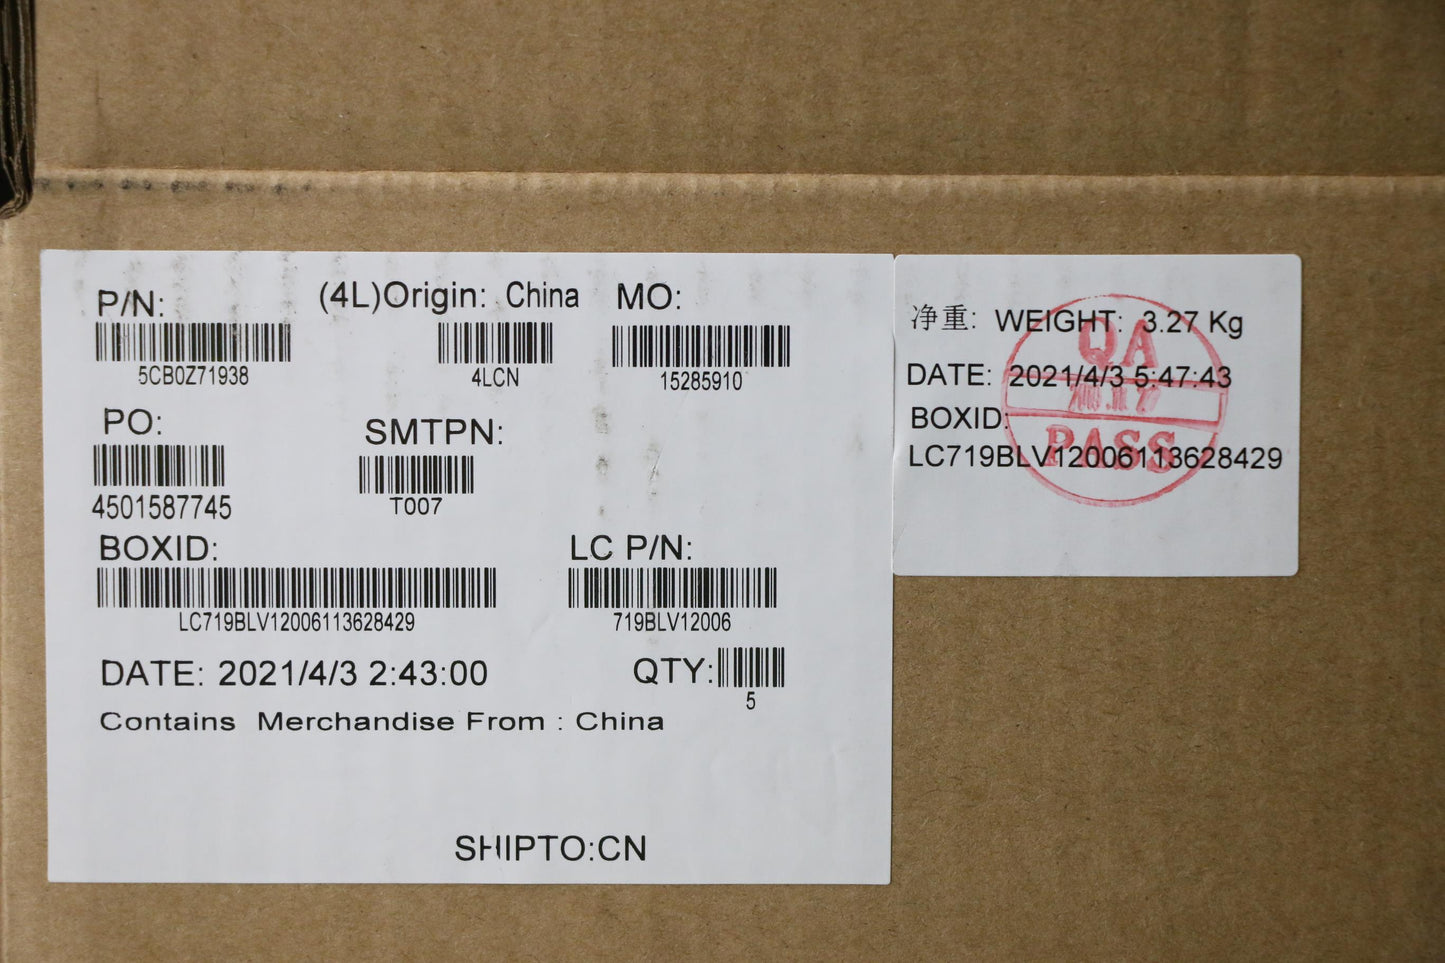 P/N:
5CB0Z71938
(4L)Origin: China
4LCN
MO:
15285910
PO:
4501587745
SMTPN:
T007
BOXID:
LC719BLV12006113628429
LC P/N:
719BLV12006
DATE: 2021/4/3 2:43:00
QTY:
5
Contains Merchandise From : China
SHIPTO:CN
净重: WEIGHT: 3.27 Kg
DATE: 2021/4/3 5:47:43
BOXID:
LC719BLV12006113628429
QA
PASS